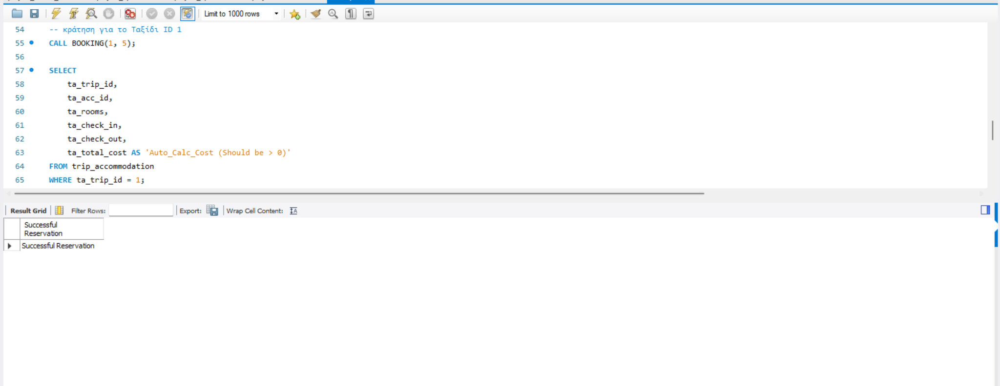 Limit to 1000 rows
54 -- κράτηση για το Ταξίδι ID 1
55 CALL BOOKING(1, 5);
56
57 SELECT
58 ta_trip_id,
59 ta_acc_id,
60 ta_rooms,
61 ta_check_in,
62 ta_check_out,
63 ta_total_cost AS 'Auto_Calc_Cost (Should be > 0)'
64 FROM trip_accommodation
65 WHERE ta_trip_id = 1;
Result Grid Filter Rows: Export: Wrap Cell Content:
Successful
Reservation
Successful Reservation